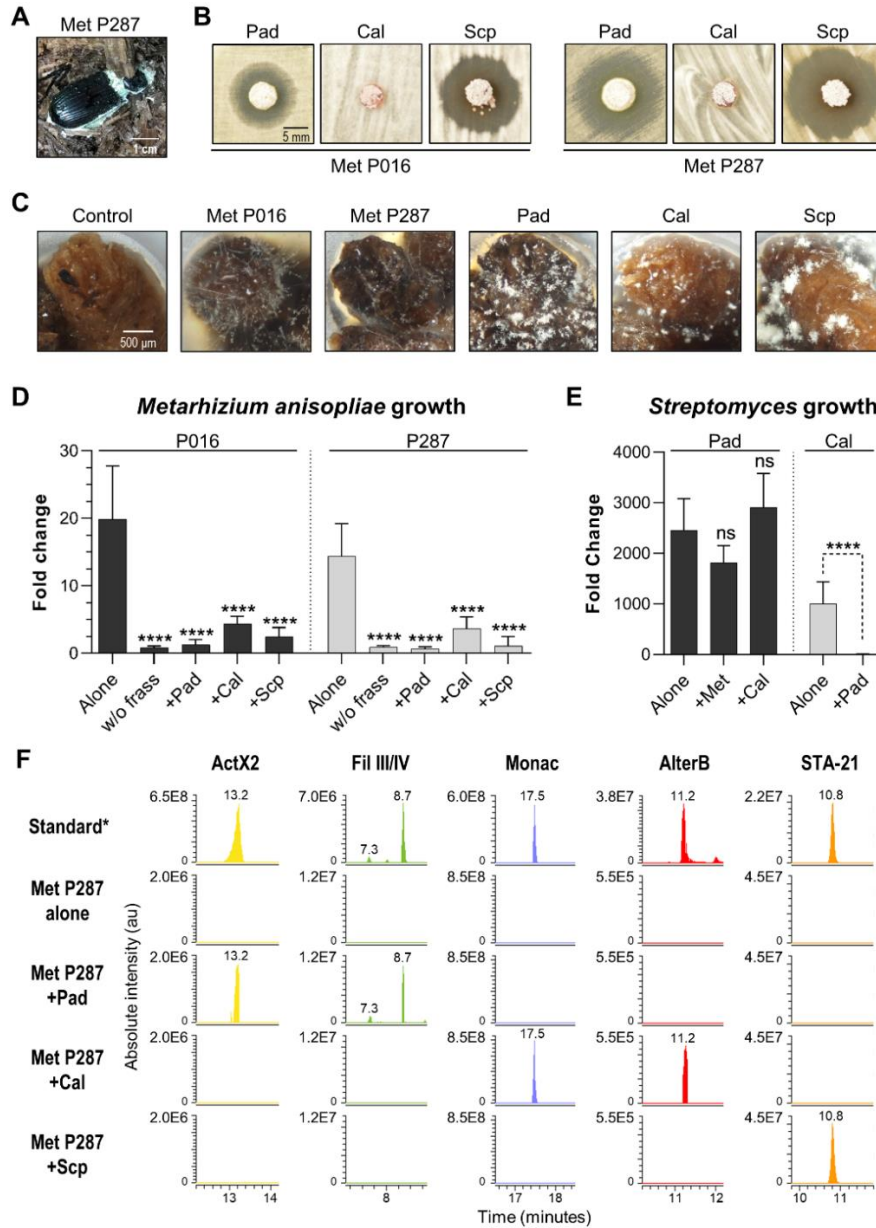 A
Met P287
1 cm
B
Pad Cal Scp Pad Cal Scp
5 mm
Met P016 Met P287
C
Control Met P016 Met P287 Pad Cal Scp
500 µm
D
Metarhizium anisopliae growth
P016 P287
Fold change
30
20
10
0
**** **** **** **** **** **** **** ****
Alone w/o frass +Pad +Cal +Scp Alone w/o frass +Pad +Cal +Scp
E
Streptomyces growth
Pad Cal
Fold Change
4000
3000
2000
1000
0
ns ns ****
Alone +Met +Cal Alone +Pad
F
ActX2 Fil III/IV Monac AlterB STA-21
Standard*
6.5E8 13.2 0 7.0E6 7.3 8.7 0 6.0E8 17.5 0 3.8E7 11.2 0 2.2E7 10.8 0
Met P287 alone
2.0E6 0 1.2E7 0 8.5E8 0 5.5E5 0 4.5E7 0
Met P287 +Pad
2.0E6 13.2 0 1.2E7 7.3 8.7 0 8.5E8 0 5.5E5 0 4.5E7 0
Met P287 +Cal
2.0E6 0 1.2E7 0 8.5E8 17.5 0 5.5E5 11.2 0 4.5E7 0
Met P287 +Scp
2.0E6 0 1.2E7 0 8.5E8 0 5.5E5 0 4.5E7 10.8 0
13 14 8 17 18 11 12 10 11
Absolute intensity (au)
Time (minutes)